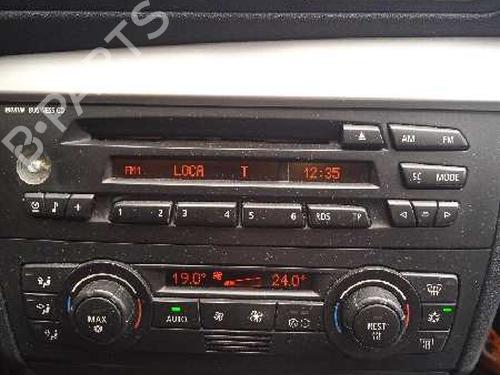 B-PARTS
BMW BUSINESS CD
AM FM
FM1 LOCA T 12:35
SC MODE
1 2 3 4 5 6 RDS TP
19.0° 24.0°
MAX AUTO REST